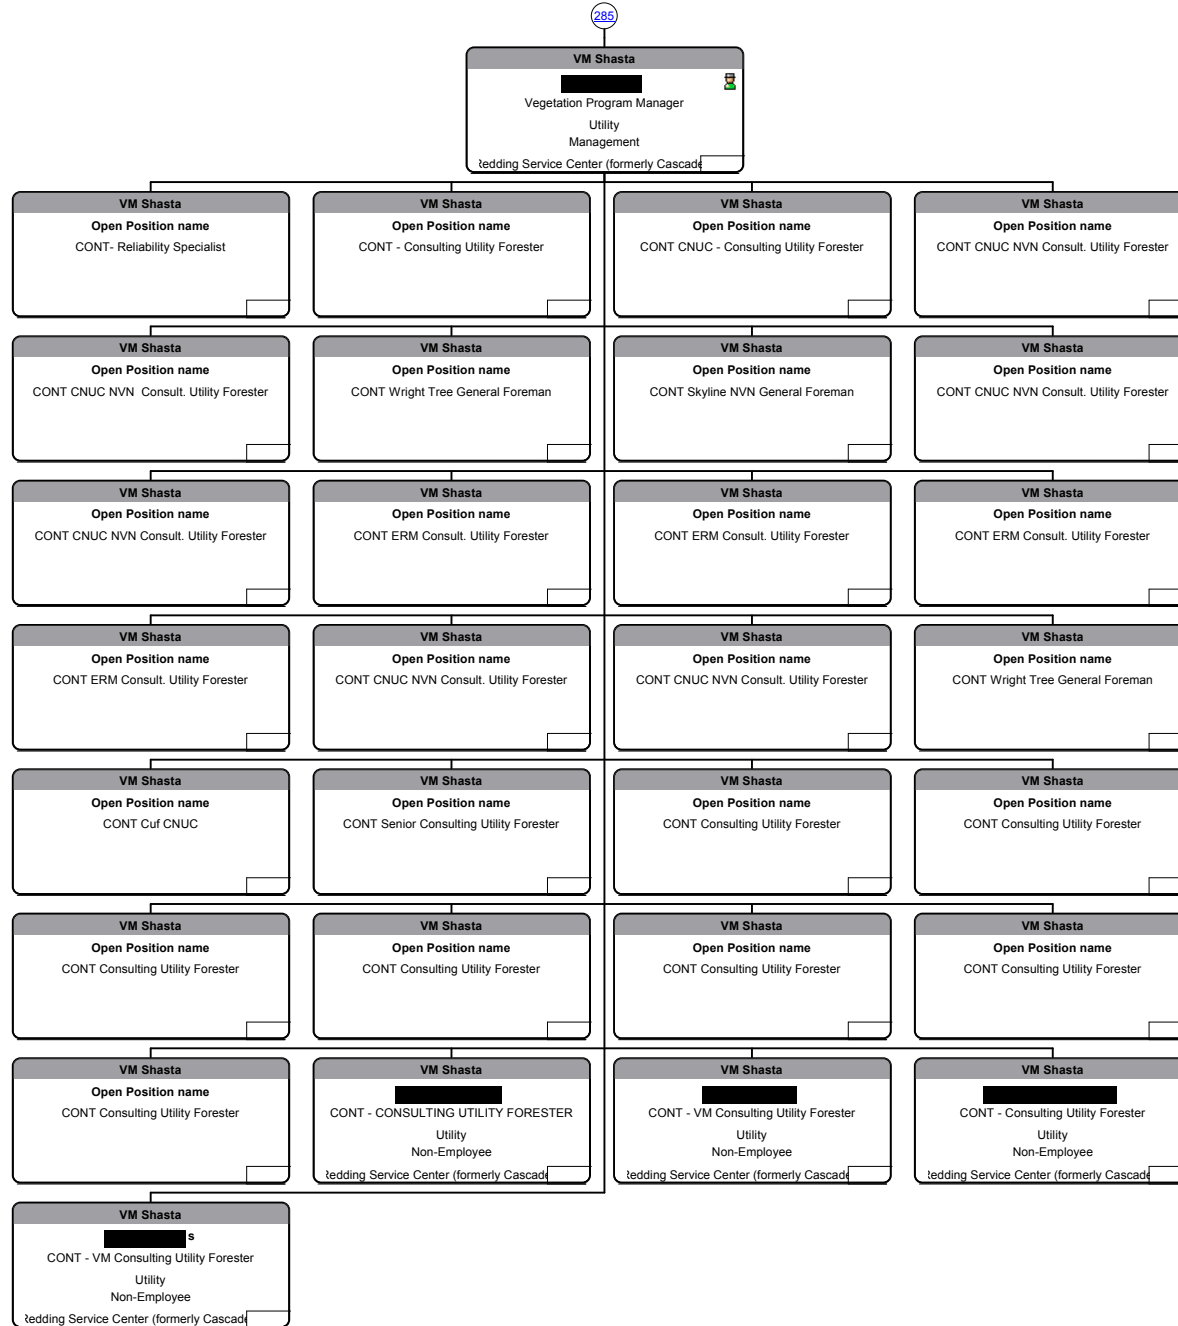 285
VM Shasta
Vegetation Program Manager
Utility
Management
Redding Service Center (formerly Cascade
VM Shasta
Open Position name
CONT- Reliability Specialist
VM Shasta
Open Position name
CONT - Consulting Utility Forester
VM Shasta
Open Position name
CONT CNUC - Consulting Utility Forester
VM Shasta
Open Position name
CONT CNUC NVN Consult. Utility Forester
VM Shasta
Open Position name
CONT CNUC NVN  Consult. Utility Forester
VM Shasta
Open Position name
CONT Wright Tree General Foreman
VM Shasta
Open Position name
CONT Skyline NVN General Foreman
VM Shasta
Open Position name
CONT CNUC NVN Consult. Utility Forester
VM Shasta
Open Position name
CONT CNUC NVN Consult. Utility Forester
VM Shasta
Open Position name
CONT ERM Consult. Utility Forester
VM Shasta
Open Position name
CONT ERM Consult. Utility Forester
VM Shasta
Open Position name
CONT ERM Consult. Utility Forester
VM Shasta
Open Position name
CONT ERM Consult. Utility Forester
VM Shasta
Open Position name
CONT CNUC NVN Consult. Utility Forester
VM Shasta
Open Position name
CONT CNUC NVN Consult. Utility Forester
VM Shasta
Open Position name
CONT Wright Tree General Foreman
VM Shasta
Open Position name
CONT Cuf CNUC
VM Shasta
Open Position name
CONT Senior Consulting Utility Forester
VM Shasta
Open Position name
CONT Consulting Utility Forester
VM Shasta
Open Position name
CONT Consulting Utility Forester
VM Shasta
Open Position name
CONT Consulting Utility Forester
VM Shasta
Open Position name
CONT Consulting Utility Forester
VM Shasta
Open Position name
CONT Consulting Utility Forester
VM Shasta
Open Position name
CONT Consulting Utility Forester
VM Shasta
Open Position name
CONT Consulting Utility Forester
VM Shasta
CONT - CONSULTING UTILITY FORESTER
Utility
Non-Employee
Redding Service Center (formerly Cascade
VM Shasta
CONT - VM Consulting Utility Forester
Utility
Non-Employee
Redding Service Center (formerly Cascade
VM Shasta
CONT - Consulting Utility Forester
Utility
Non-Employee
Redding Service Center (formerly Cascade
VM Shasta
s
CONT - VM Consulting Utility Forester
Utility
Non-Employee
Redding Service Center (formerly Cascade